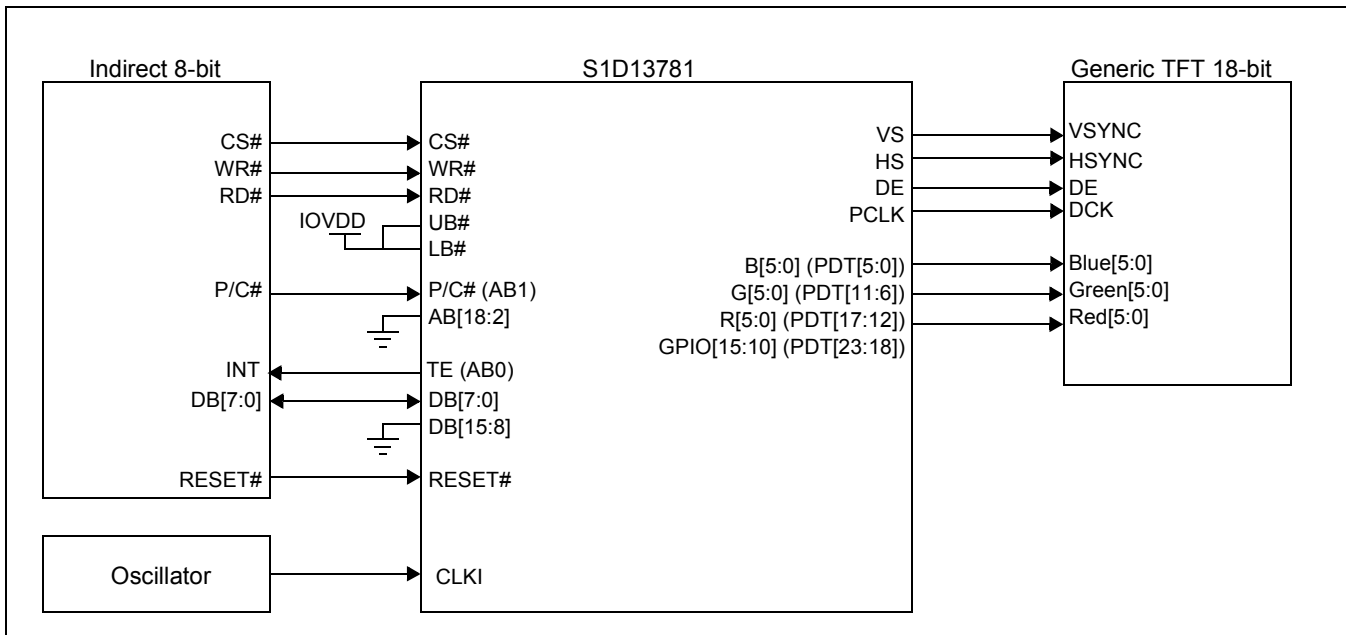 Indirect 8-bit
CS#
WR#
RD#
IOVDD
P/C#
INT
DB[7:0]
RESET#
Oscillator
S1D13781
CS#
WR#
RD#
UB#
LB#
P/C# (AB1)
AB[18:2]
TE (AB0)
DB[7:0]
DB[15:8]
RESET#
CLKI
VS
HS
DE
PCLK
B[5:0] (PDT[5:0])
G[5:0] (PDT[11:6])
R[5:0] (PDT[17:12])
GPIO[15:10] (PDT[23:18])
Generic TFT 18-bit
VSYNC
HSYNC
DE
DCK
Blue[5:0]
Green[5:0]
Red[5:0]